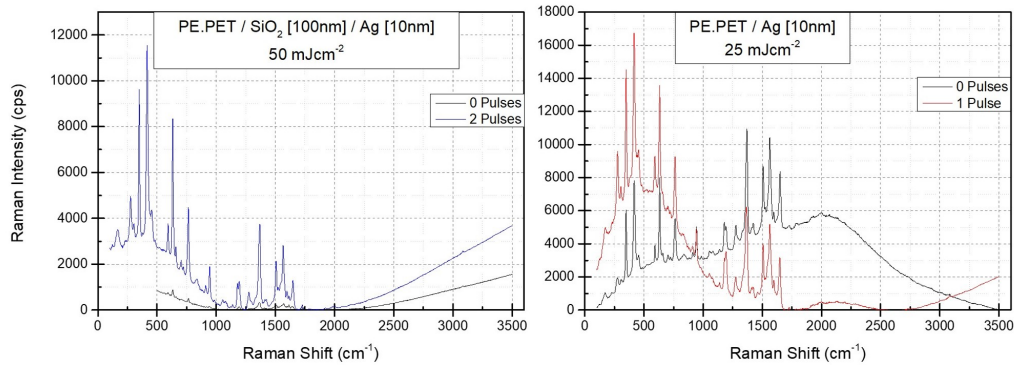 PE.PET / SiO2 [100nm] / Ag [10nm]
50 mJcm-2
0 Pulses
2 Pulses
12000
10000
8000
6000
4000
2000
0
0 500 1000 1500 2000 2500 3000 3500
Raman Intensity (cps)
Raman Shift (cm-1)
PE.PET / Ag [10nm]
25 mJcm-2
0 Pulses
1 Pulse
18000
16000
14000
12000
10000
8000
6000
4000
2000
0
0 500 1000 1500 2000 2500 3000 3500
Raman Shift (cm-1)